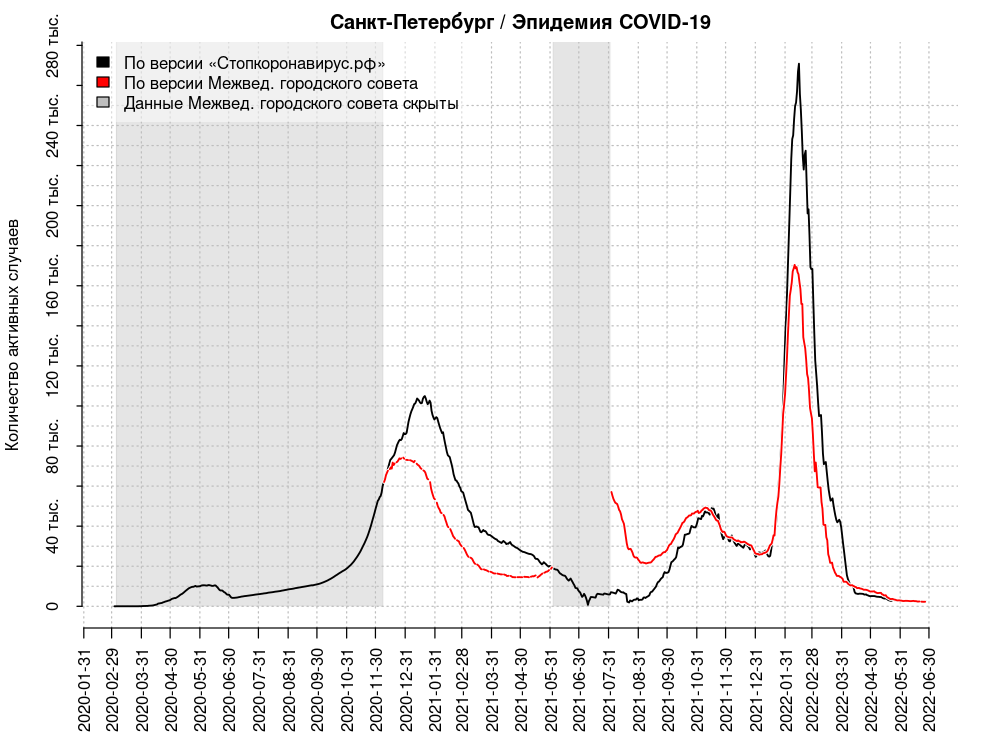 Санкт-Петербург / Эпидемия COVID-19
По версии «Стопкоронавирус.рф»
По версии Межвед. городского совета
Данные Межвед. городского совета скрыты
Количество активных случаев
280 тыс.
240 тыс.
200 тыс.
160 тыс.
120 тыс.
80 тыс.
40 тыс.
0
2020-01-31
2020-02-29
2020-03-31
2020-04-30
2020-05-31
2020-06-30
2020-07-31
2020-08-31
2020-09-30
2020-10-31
2020-11-30
2020-12-31
2021-01-31
2021-02-28
2021-03-31
2021-04-30
2021-05-31
2021-06-30
2021-07-31
2021-08-31
2021-09-30
2021-10-31
2021-11-30
2021-12-31
2022-01-31
2022-02-28
2022-03-31
2022-04-30
2022-05-31
2022-06-30